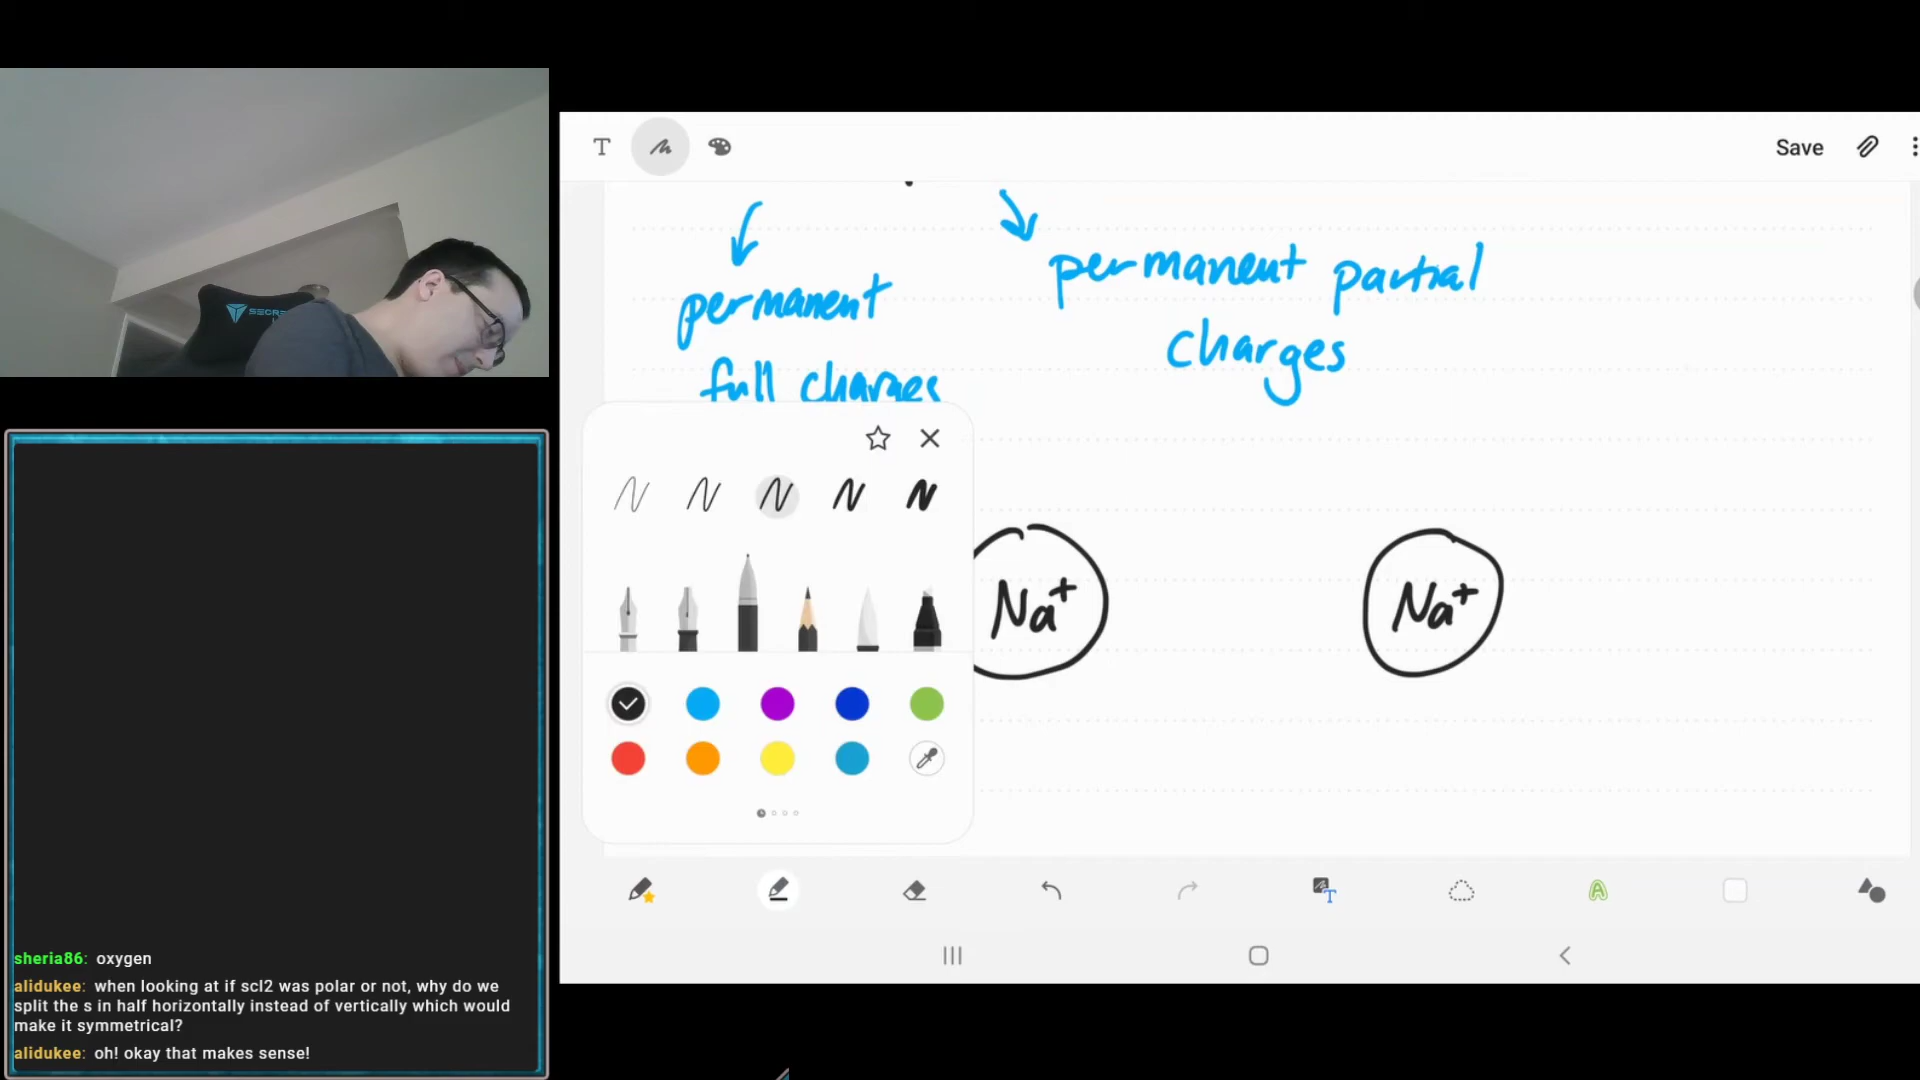 SECRE
T
Save
permanent
full charges
permanent partial
charges
Na+
Na+
T
A
sheria86: oxygen
alidukee: when looking at if scl2 was polar or not, why do we
split the s in half horizontally instead of vertically which would
make it symmetrical?
alidukee: oh! okay that makes sense!